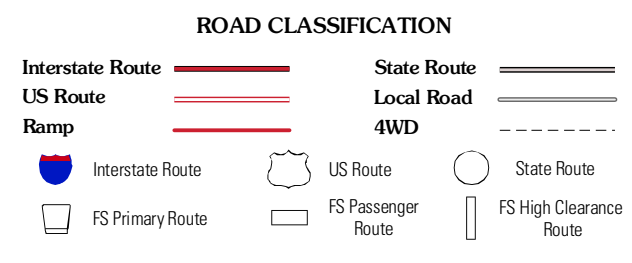 ROAD CLASSIFICATION
Interstate Route
State Route
US Route
Local Road
Ramp
4WD
Interstate Route
US Route
State Route
FS Primary Route
FS Passenger
Route
FS High Clearance
Route